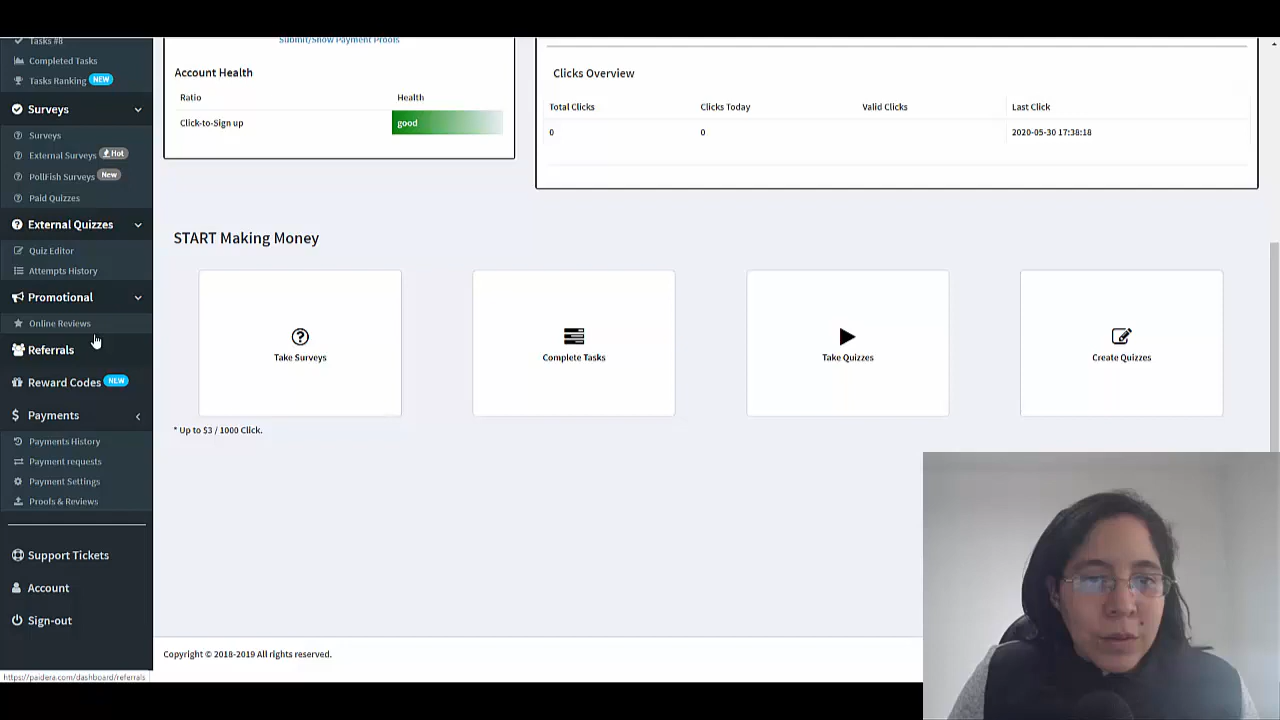 Tasks #8
Completed Tasks
Tasks Ranking NEW
Surveys
Surveys
External Surveys Hot
PollFish Surveys New
Paid Quizzes
External Quizzes
Quiz Editor
Attempts History
Promotional
Online Reviews
Referrals
Reward Codes NEW
Payments
Payments History
Payment requests
Payment Settings
Proofs & Reviews
Support Tickets
Account
Sign-out
https://paidera.com/dashboard/referrals
Submit/Show Payment Proofs
Account Health
Ratio Health
Click-to-Sign up good
Clicks Overview
Total Clicks Clicks Today Valid Clicks Last Click
0 0 2020-05-30 17:38:18
START Making Money
Take Surveys
Complete Tasks
Take Quizzes
Create Quizzes
* Up to $3 / 1000 Click.
Copyright © 2018-2019 All rights reserved.